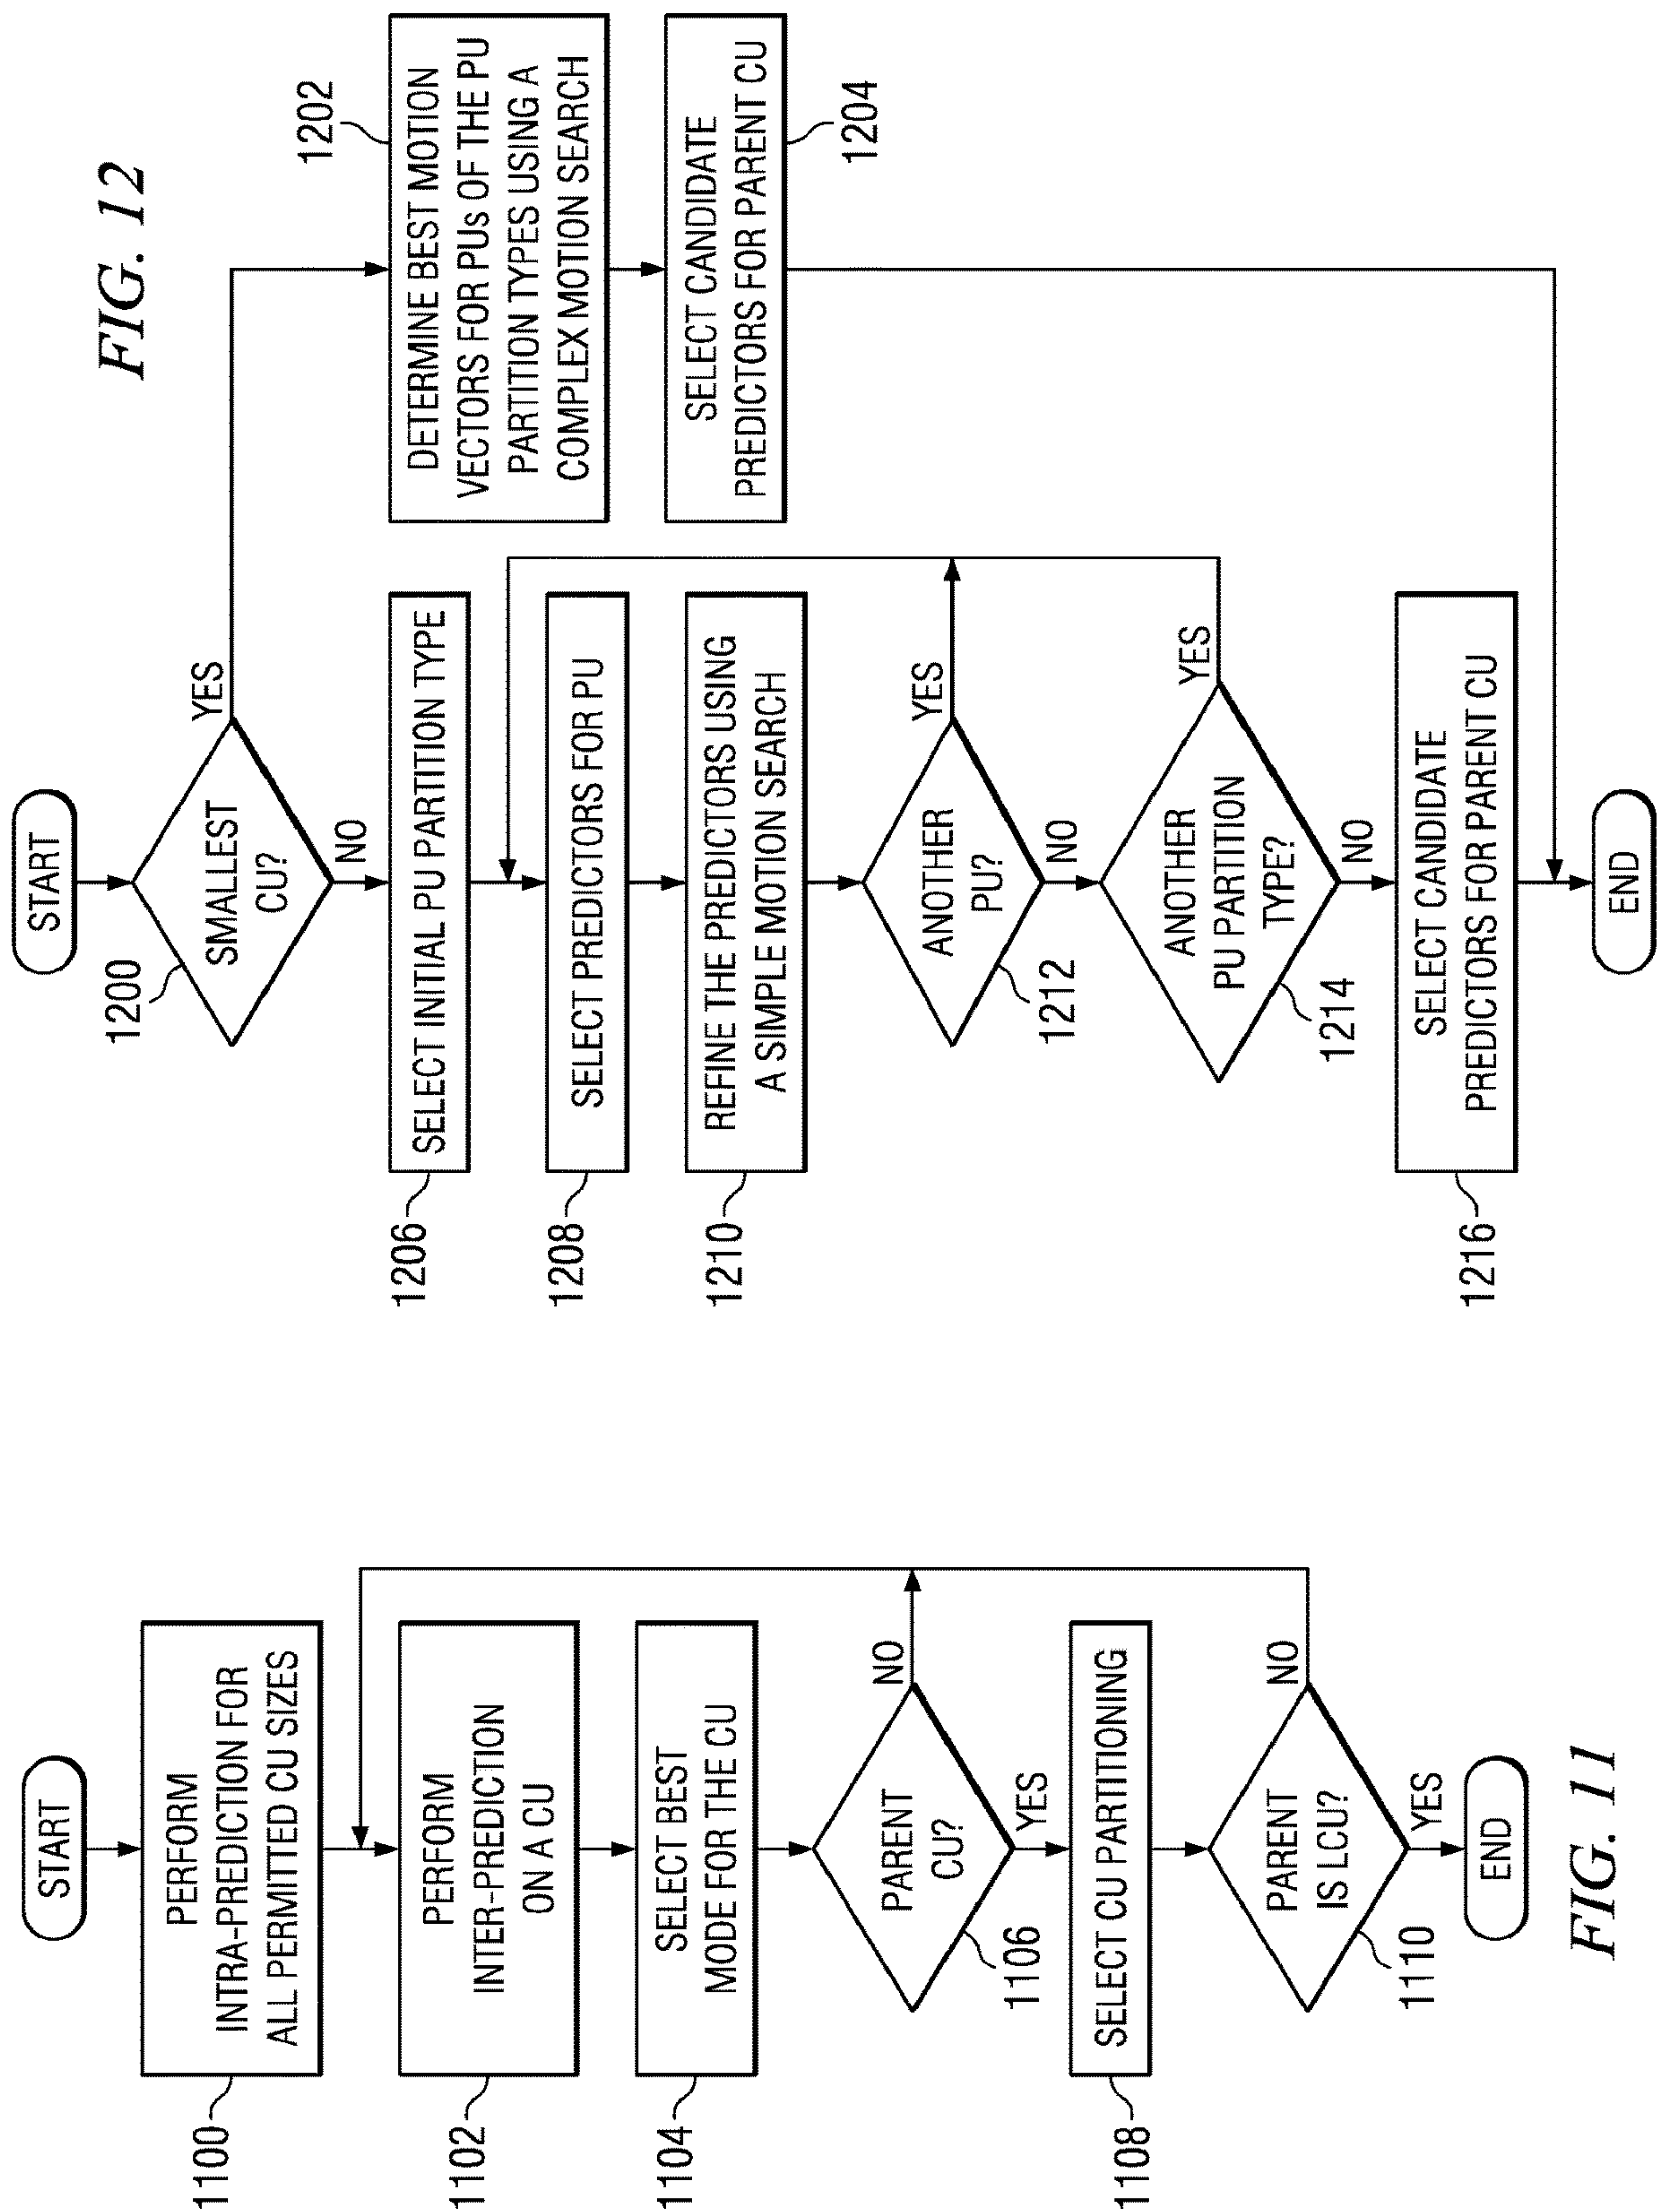 START
PERFORM
INTRA-PREDICTION FOR
ALL PERMITTED CU SIZES
1100
PERFORM
INTER-PREDICTION
ON A CU
1102
SELECT BEST
MODE FOR THE CU
1104
PARENT
CU?
1106
NO
YES
SELECT CU PARTITIONING
1108
PARENT
IS LCU?
1110
NO
YES
END
FIG. 11
FIG. 12
START
SMALLEST
CU?
1200
YES
NO
DETERMINE BEST MOTION
VECTORS FOR PUs OF THE PU
PARTITION TYPES USING A
COMPLEX MOTION SEARCH
1202
SELECT CANDIDATE
PREDICTORS FOR PARENT CU
1204
SELECT INITIAL PU PARTITION TYPE
1206
SELECT PREDICTORS FOR PU
1208
REFINE THE PREDICTORS USING
A SIMPLE MOTION SEARCH
1210
ANOTHER
PU?
1212
YES
NO
ANOTHER
PU PARTITION
TYPE?
1214
YES
NO
SELECT CANDIDATE
PREDICTORS FOR PARENT CU
1216
END